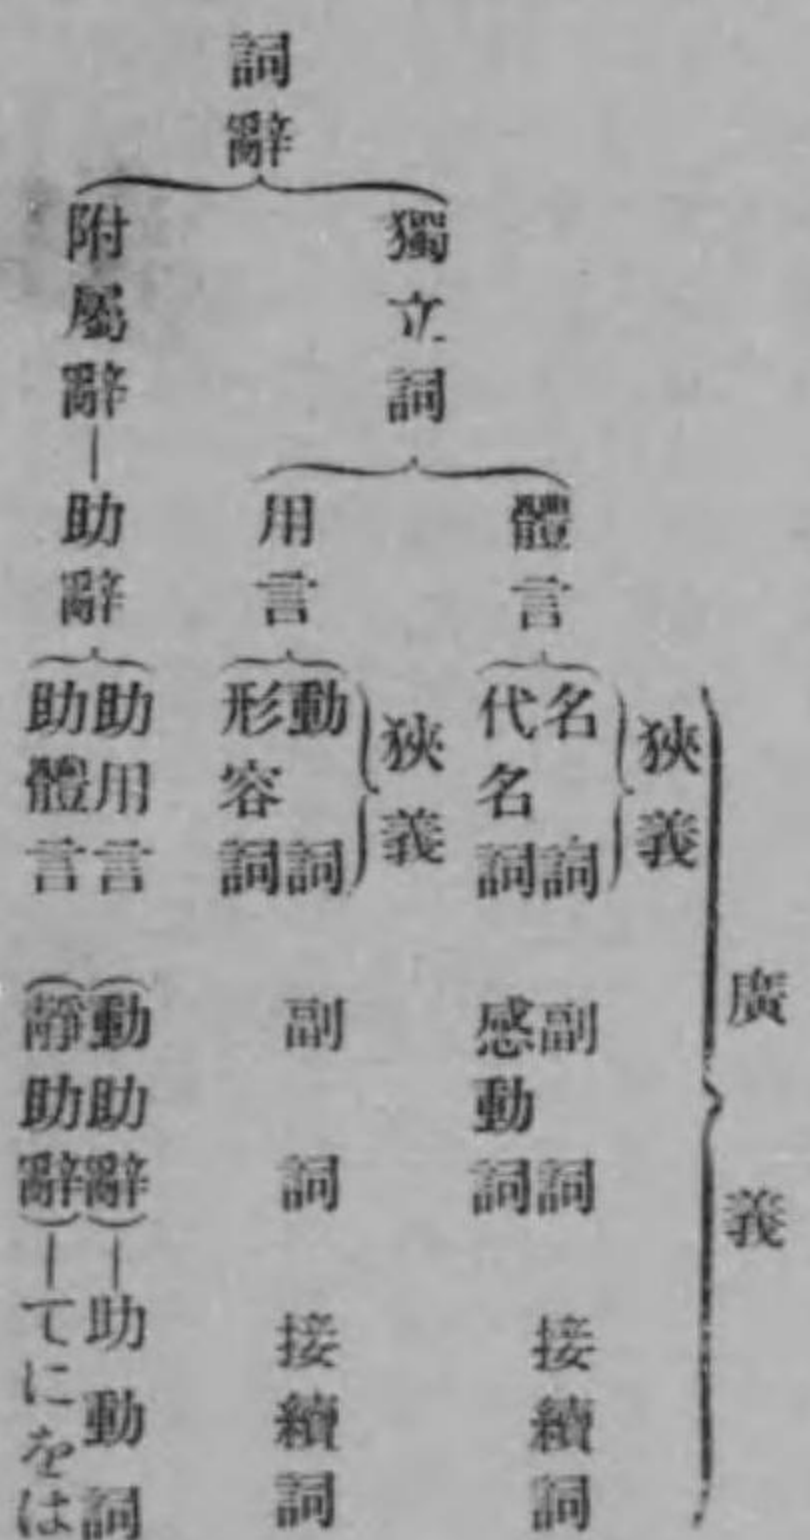 詞辭
獨立詞
附屬辭—助辭
體言
用言
廣義
狹義
名詞 副詞 接續詞
代名詞 感動詞
狹義
動詞 副詞 接續詞
形容詞
助用言(動助辭)—助動詞
助體言(靜助辭)—てにをは